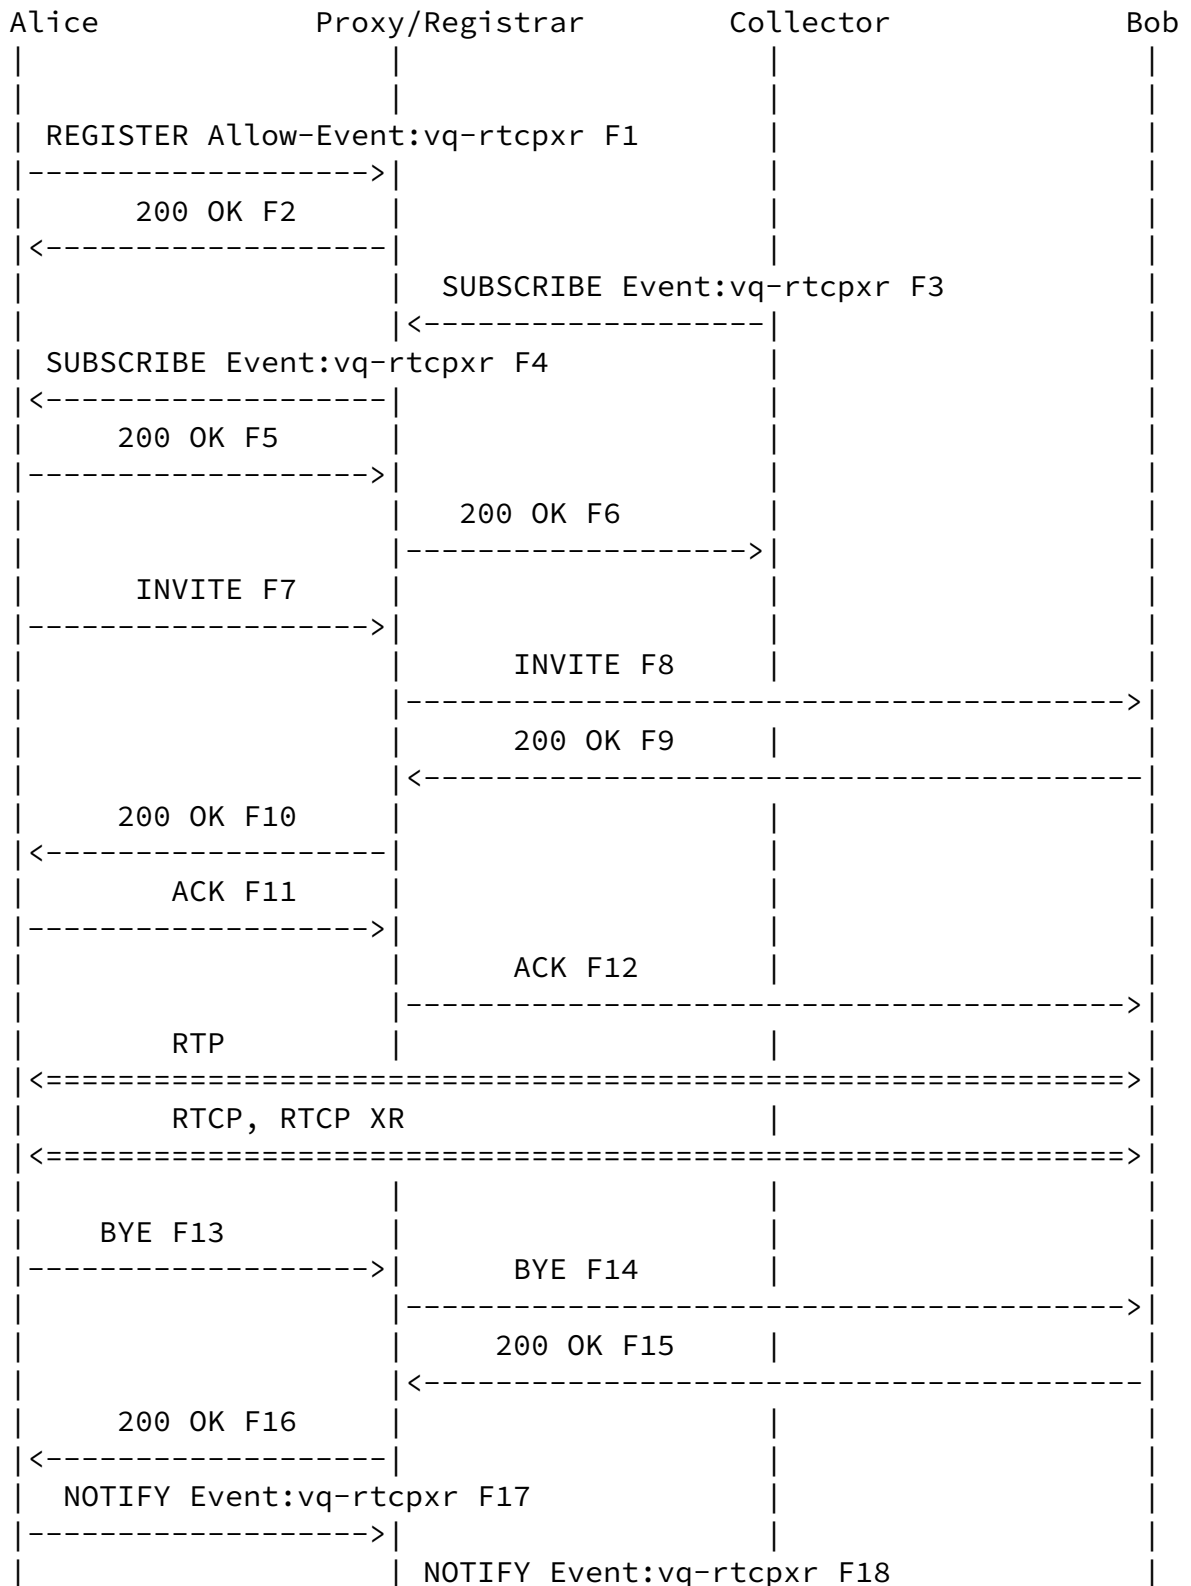 Alice Proxy/Registrar Collector Bob
REGISTER Allow-Event:vq-rtcpxr F1
200 OK F2
SUBSCRIBE Event:vq-rtcpxr F3
SUBSCRIBE Event:vq-rtcpxr F4
200 OK F5
200 OK F6
INVITE F7
INVITE F8
200 OK F9
200 OK F10
ACK F11
ACK F12
RTP
RTCP, RTCP XR
BYE F13
BYE F14
200 OK F15
200 OK F16
NOTIFY Event:vq-rtcpxr F17
NOTIFY Event:vq-rtcpxr F18